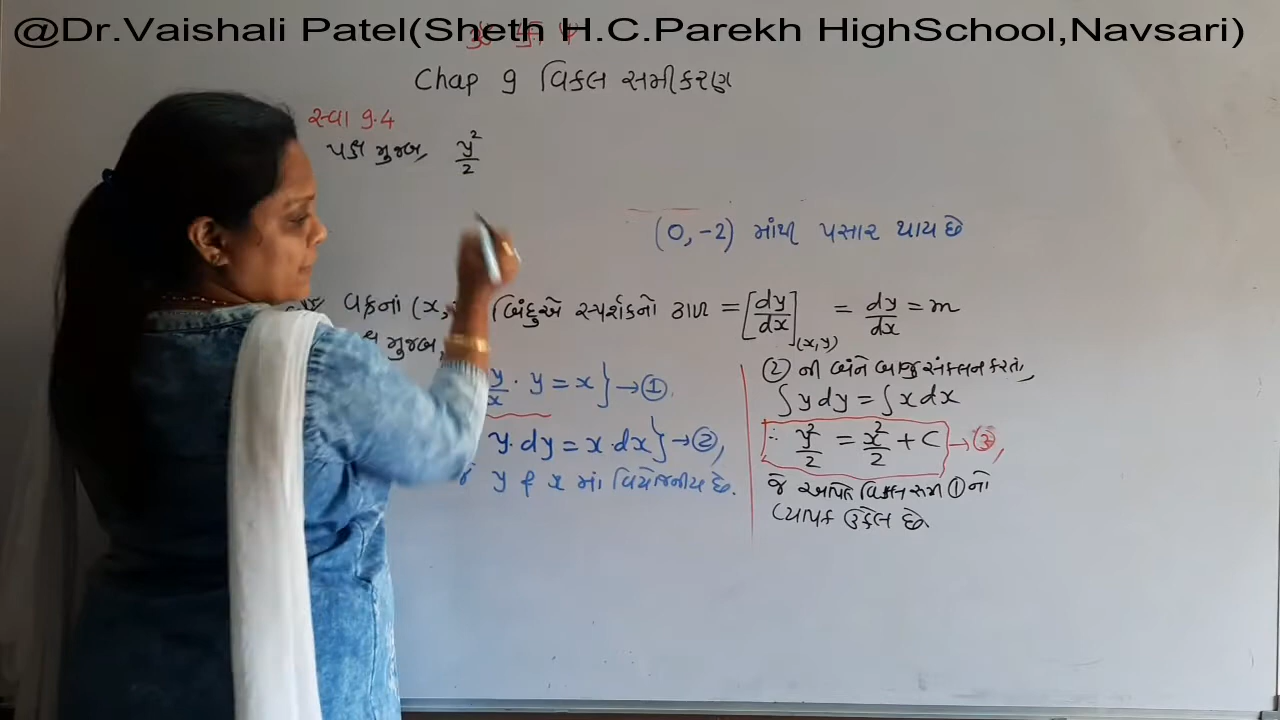 @Dr.Vaishali Patel(Sheth H.C.Parekh HighSchool,Navsari)
Chap 9 વિકલ સમીકરણ
સ્વા 9.4
પક્ષ મુજબ, y²/2
(0, -2) માંથી પસાર થાય છે
વક્રનાં (x, બિંદુએ સ્પર્શકનો ઢાળ = [dy/dx](x,y) = dy/dx = m
મુજબ,
y/x · y = x} → ①
y·dy = x·dx} → ②,
y ને x માં વિયોજનીય છે.
② ની બંને બાજુ સંકલન કરતાં,
∫ y dy = ∫ x dx
∴ y²/2 = x²/2 + C → ③,
જે આપેલ વિકલ સમી ① નો
વ્યાપક ઉકેલ છે.